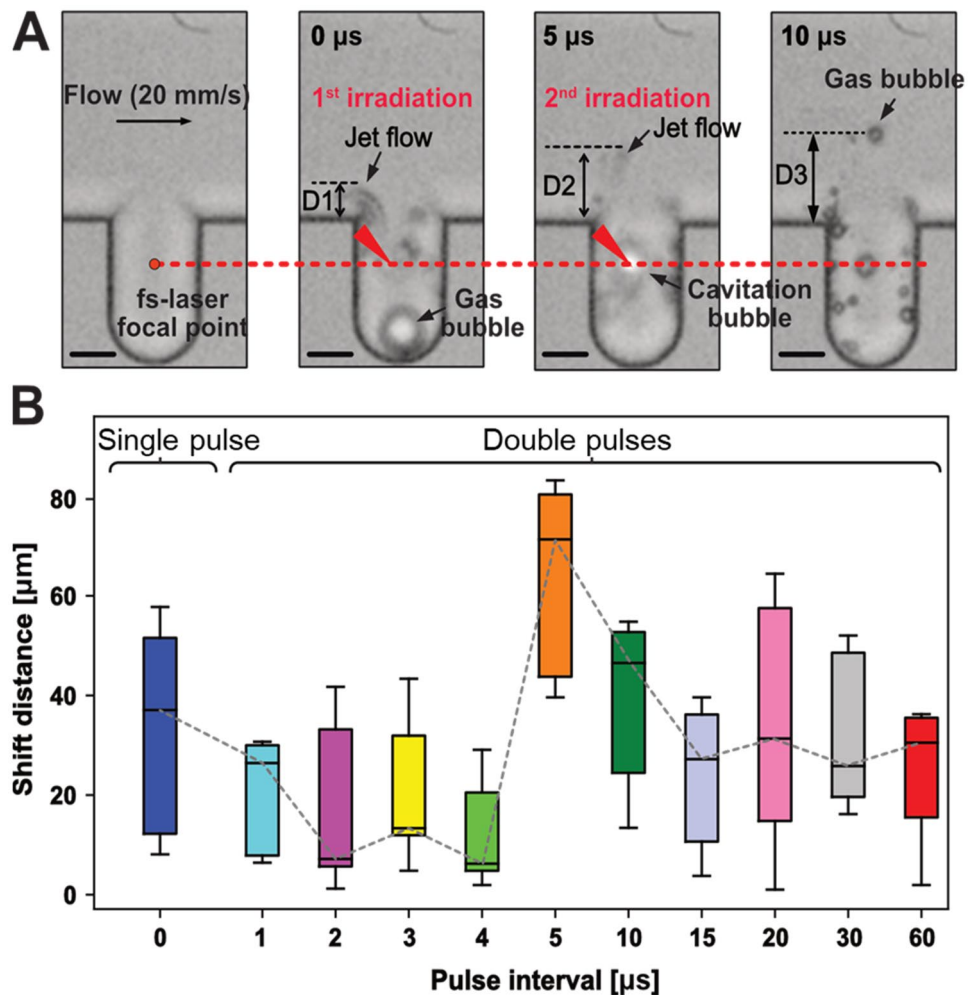 A
Flow (20 mm/s)
fs-laser
focal point
0 µs
1st irradiation
Jet flow
D1
Gas
bubble
5 µs
2nd irradiation
Jet flow
D2
Cavitation
bubble
10 µs
Gas bubble
D3
B
Single pulse
Double pulses
Shift distance [µm]
80
60
40
20
0
0 1 2 3 4 5 10 15 20 30 60
Pulse interval [µs]